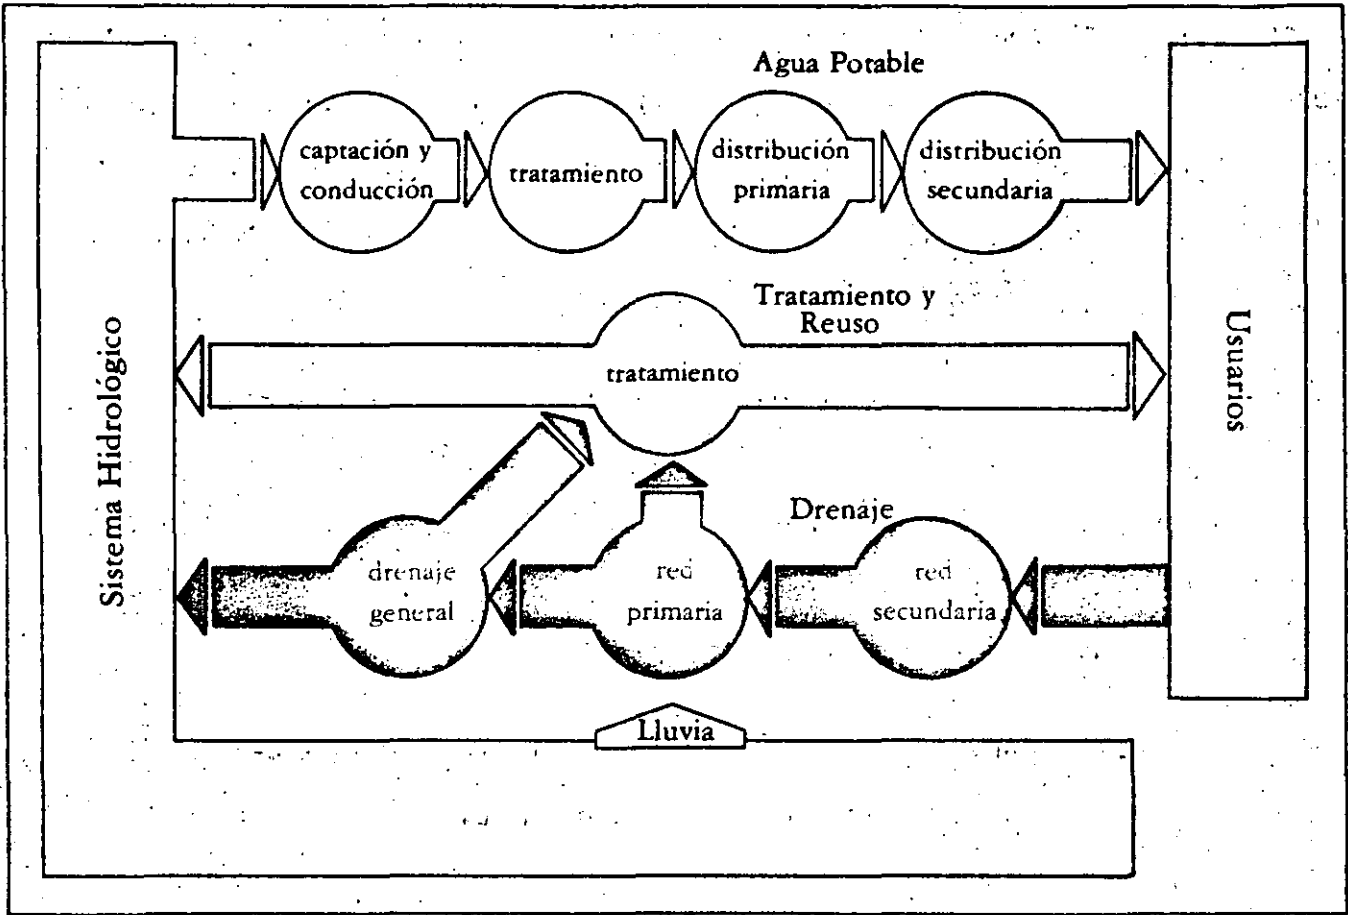 Agua Potable
captación y
conducción
tratamiento
distribución
primaria
distribución
secundaria
Tratamiento y
Reuso
tratamiento
Sistema Hidrológico
Usuarios
Drenaje
drenaje
general
red
primaria
red
secundaria
Lluvia